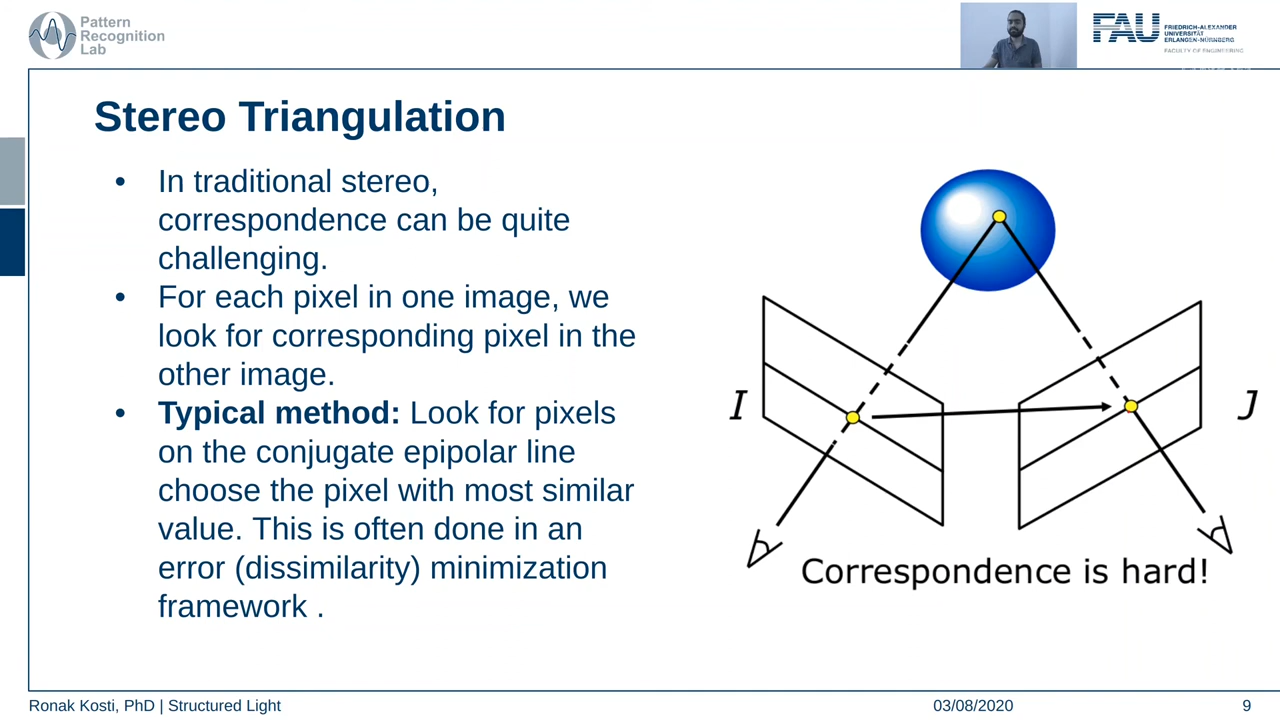 Pattern
Recognition
Lab
FAU
FRIEDRICH-ALEXANDER
UNIVERSITÄT
ERLANGEN-NÜRNBERG
FACULTY OF ENGINEERING
Stereo Triangulation
• In traditional stereo,
correspondence can be quite
challenging.
• For each pixel in one image, we
look for corresponding pixel in the
other image.
• Typical method: Look for pixels
on the conjugate epipolar line
choose the pixel with most similar
value. This is often done in an
error (dissimilarity) minimization
framework .
I
J
Correspondence is hard!
Ronak Kosti, PhD | Structured Light
03/08/2020
9